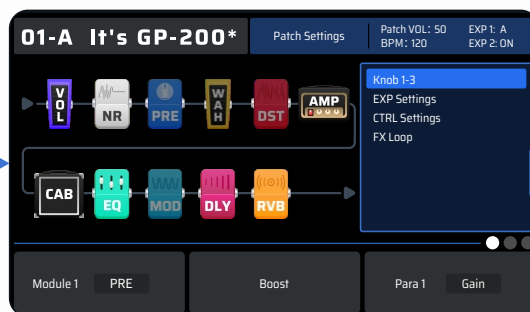 01-A It's GP-200*
Patch Settings
Patch VOL: 50
BPM: 120
EXP 1: A
EXP 2: ON
VOL
NR
PRE
WAH
DST
AMP
CAB
EQ
MOD
DLY
RVB
Knob 1-3
EXP Settings
CTRL Settings
FX Loop
Module 1 PRE
Boost
Para 1 Gain